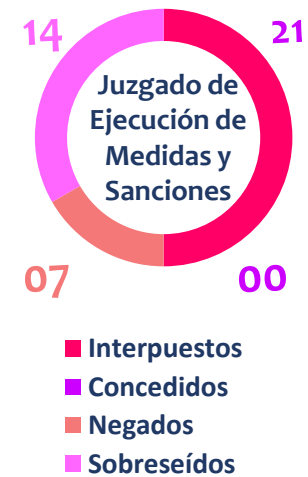 14
21
Juzgado de
Ejecución de
Medidas y
Sanciones
07
00
Interpuestos
Concedidos
Negados
Sobreseídos